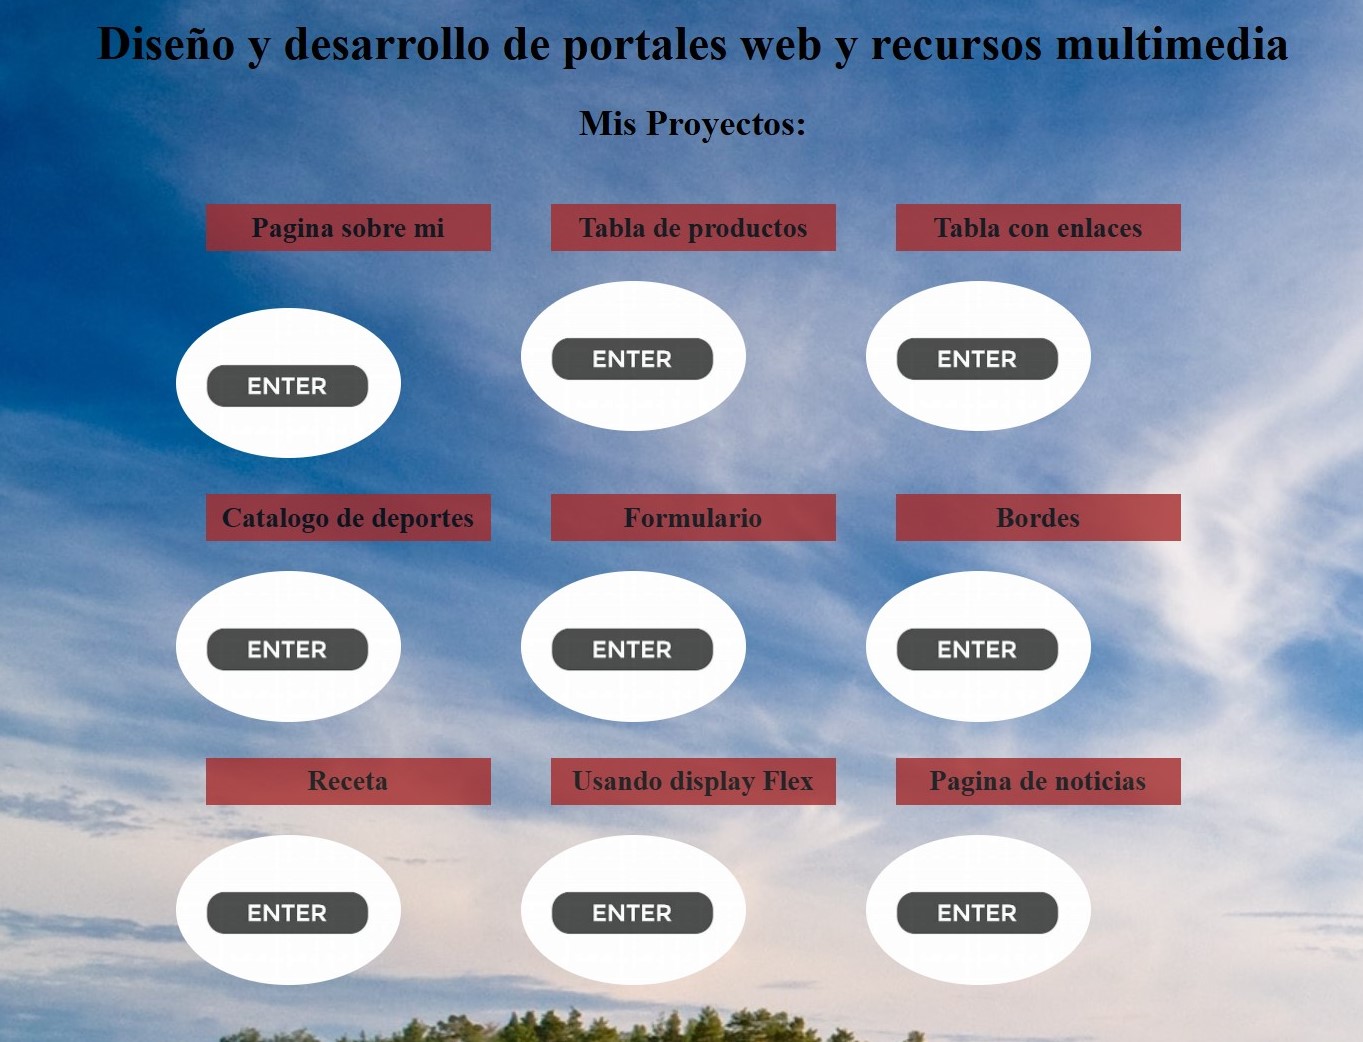 Diseño y desarrollo de portales web y recursos multimedia
Mis Proyectos:
Pagina sobre mi
Tabla de productos
Tabla con enlaces
ENTER
ENTER
ENTER
Catalogo de deportes
Formulario
Bordes
ENTER
ENTER
ENTER
Receta
Usando display Flex
Pagina de noticias
ENTER
ENTER
ENTER